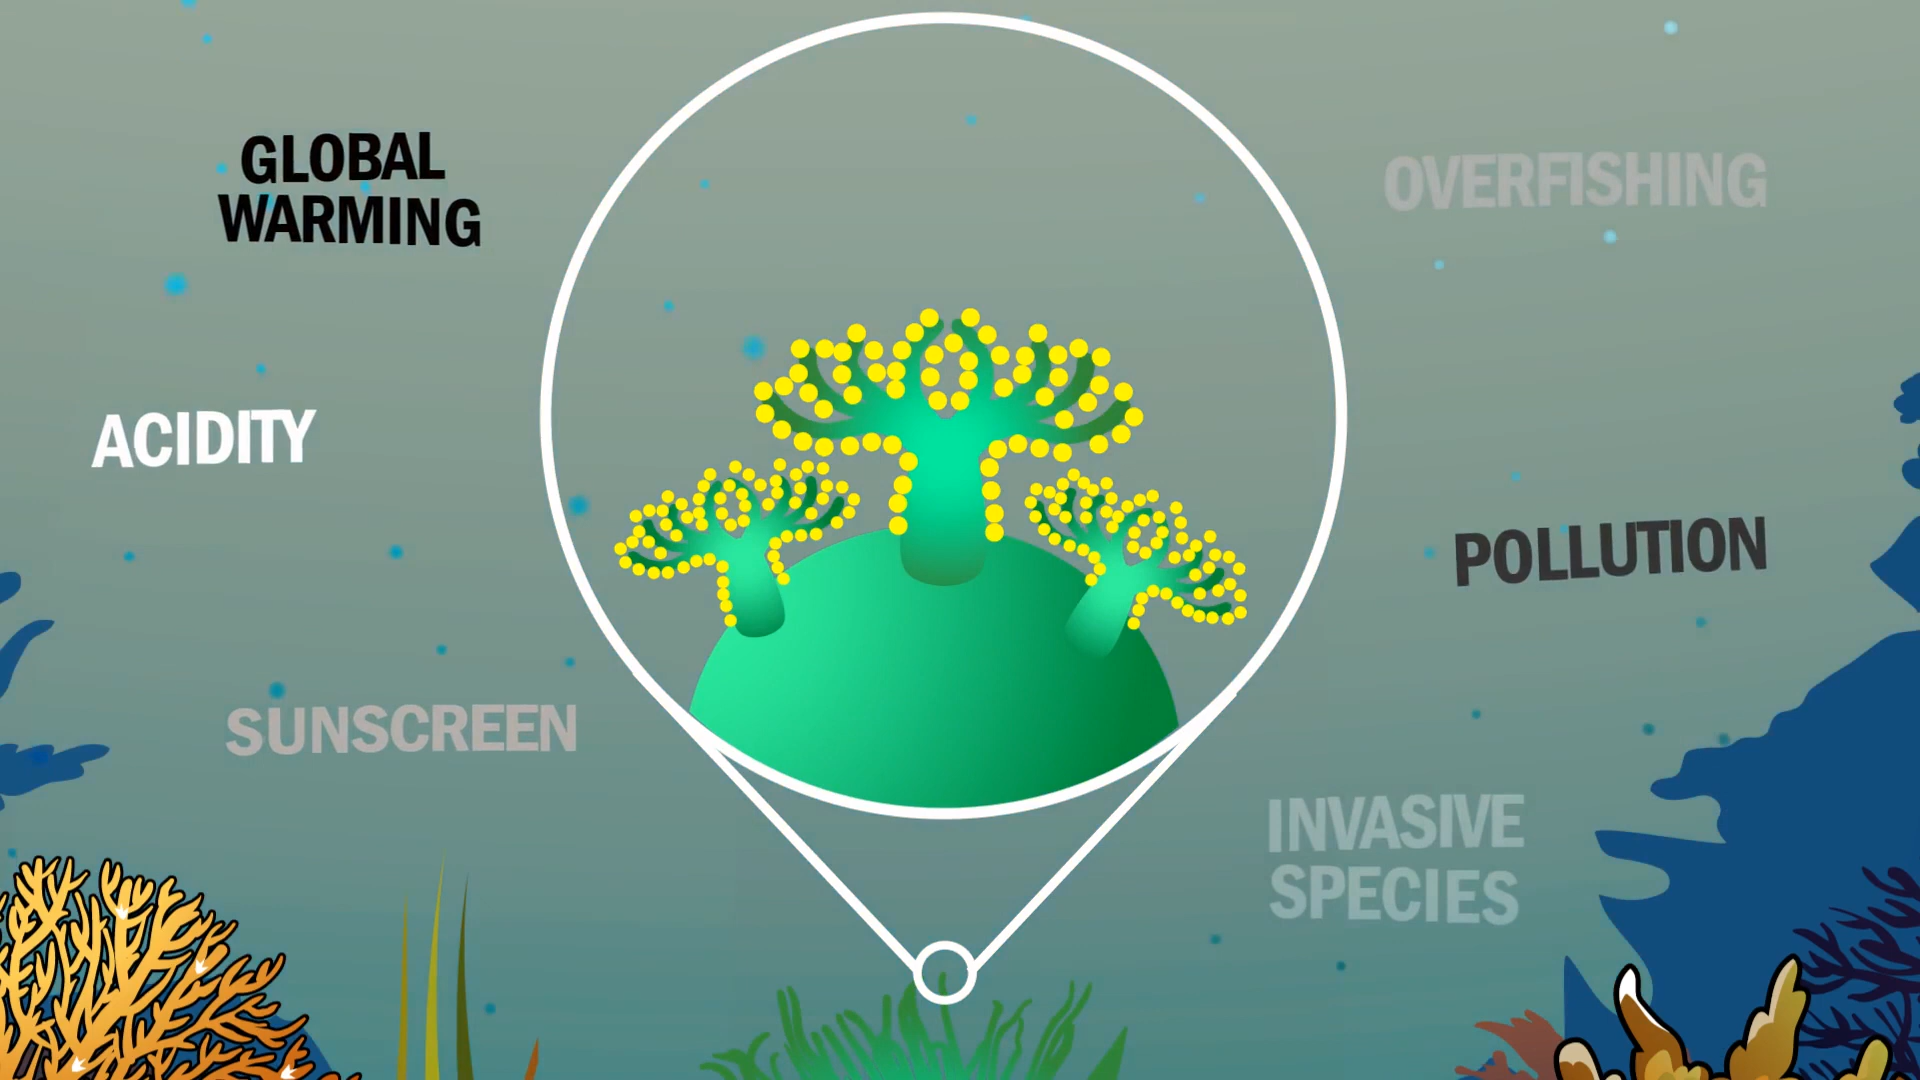 GLOBAL
WARMING
ACIDITY
SUNSCREEN
OVERFISHING
POLLUTION
INVASIVE
SPECIES